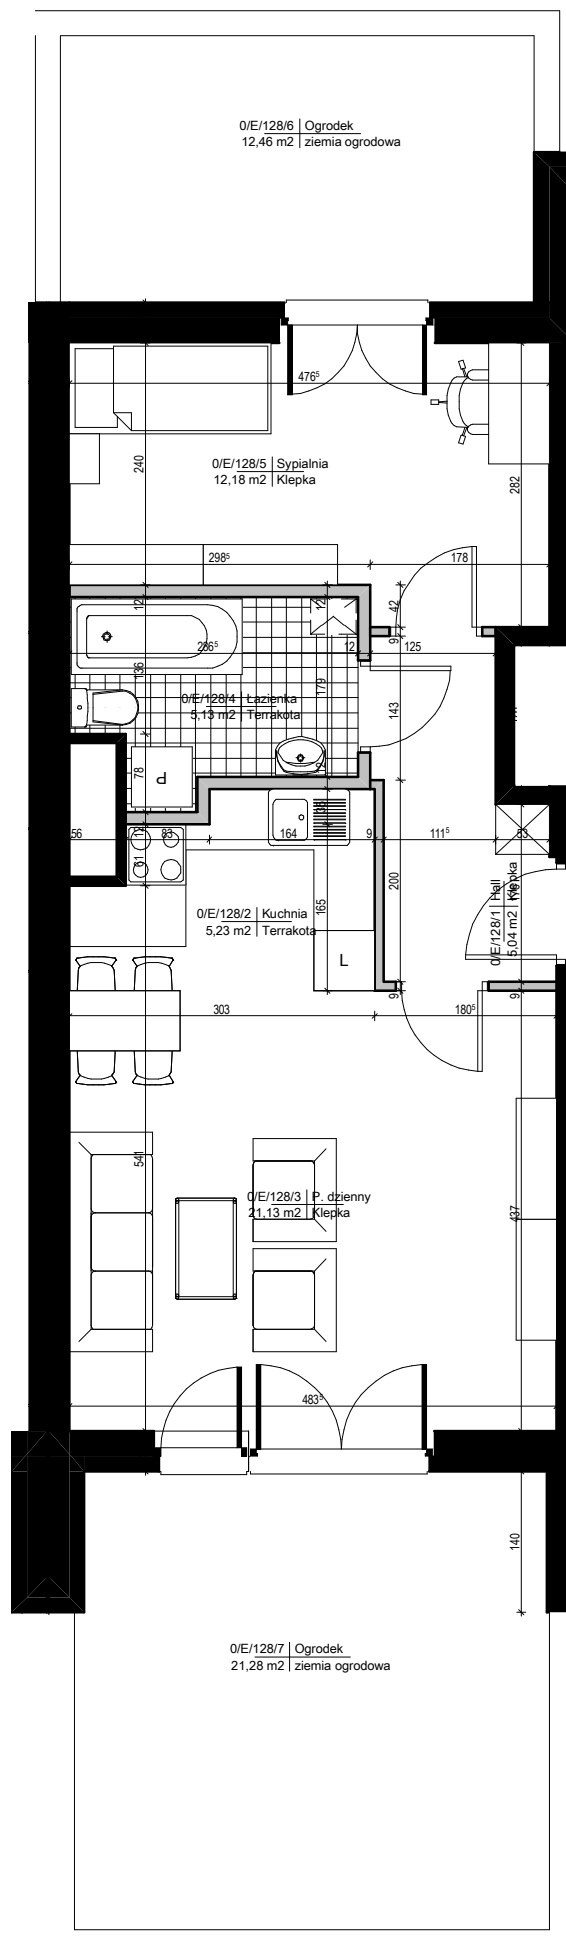 0/E/128/6 Ogrodek
12,46 m2 ziemia ogrodowa
476⁵
240
0/E/128/5 Sypialnia
12,18 m2 Klepka
282
298⁵
178
12
12
42
9
286⁵
12
125
136
179
0/E/128/4 Łazienka
5,13 m2 Terrakota
143
78
P
12
35
56
12
83
164
9
111⁵
53
61
200
165
0/E/128/2 Kuchnia
5,23 m2 Terrakota
0/E/128/1 Hall
5,04 m2 Klepka
L
9
9
303
180⁵
541
0/E/128/3 P. dzienny
21,13 m2 Klepka
437
483⁵
140
0/E/128/7 Ogrodek
21,28 m2 ziemia ogrodowa